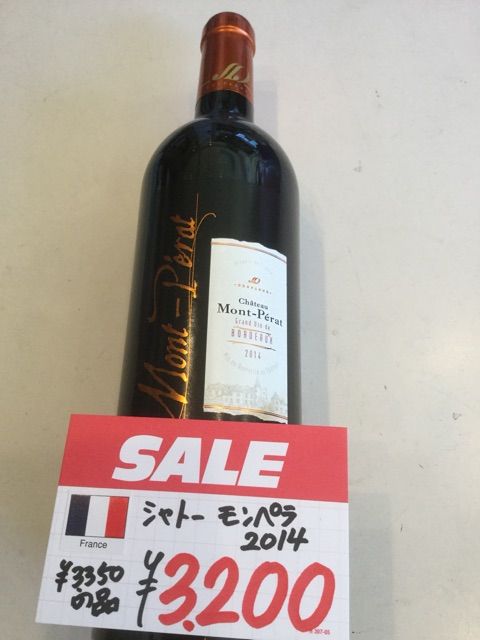 Mont-Pérat
DESPAGNE
Château
Mont-Pérat
Grand Vin de
BORDEAUX
2014
SALE
シャトー モンペラ
2014
France
¥3350
の品
¥3,200